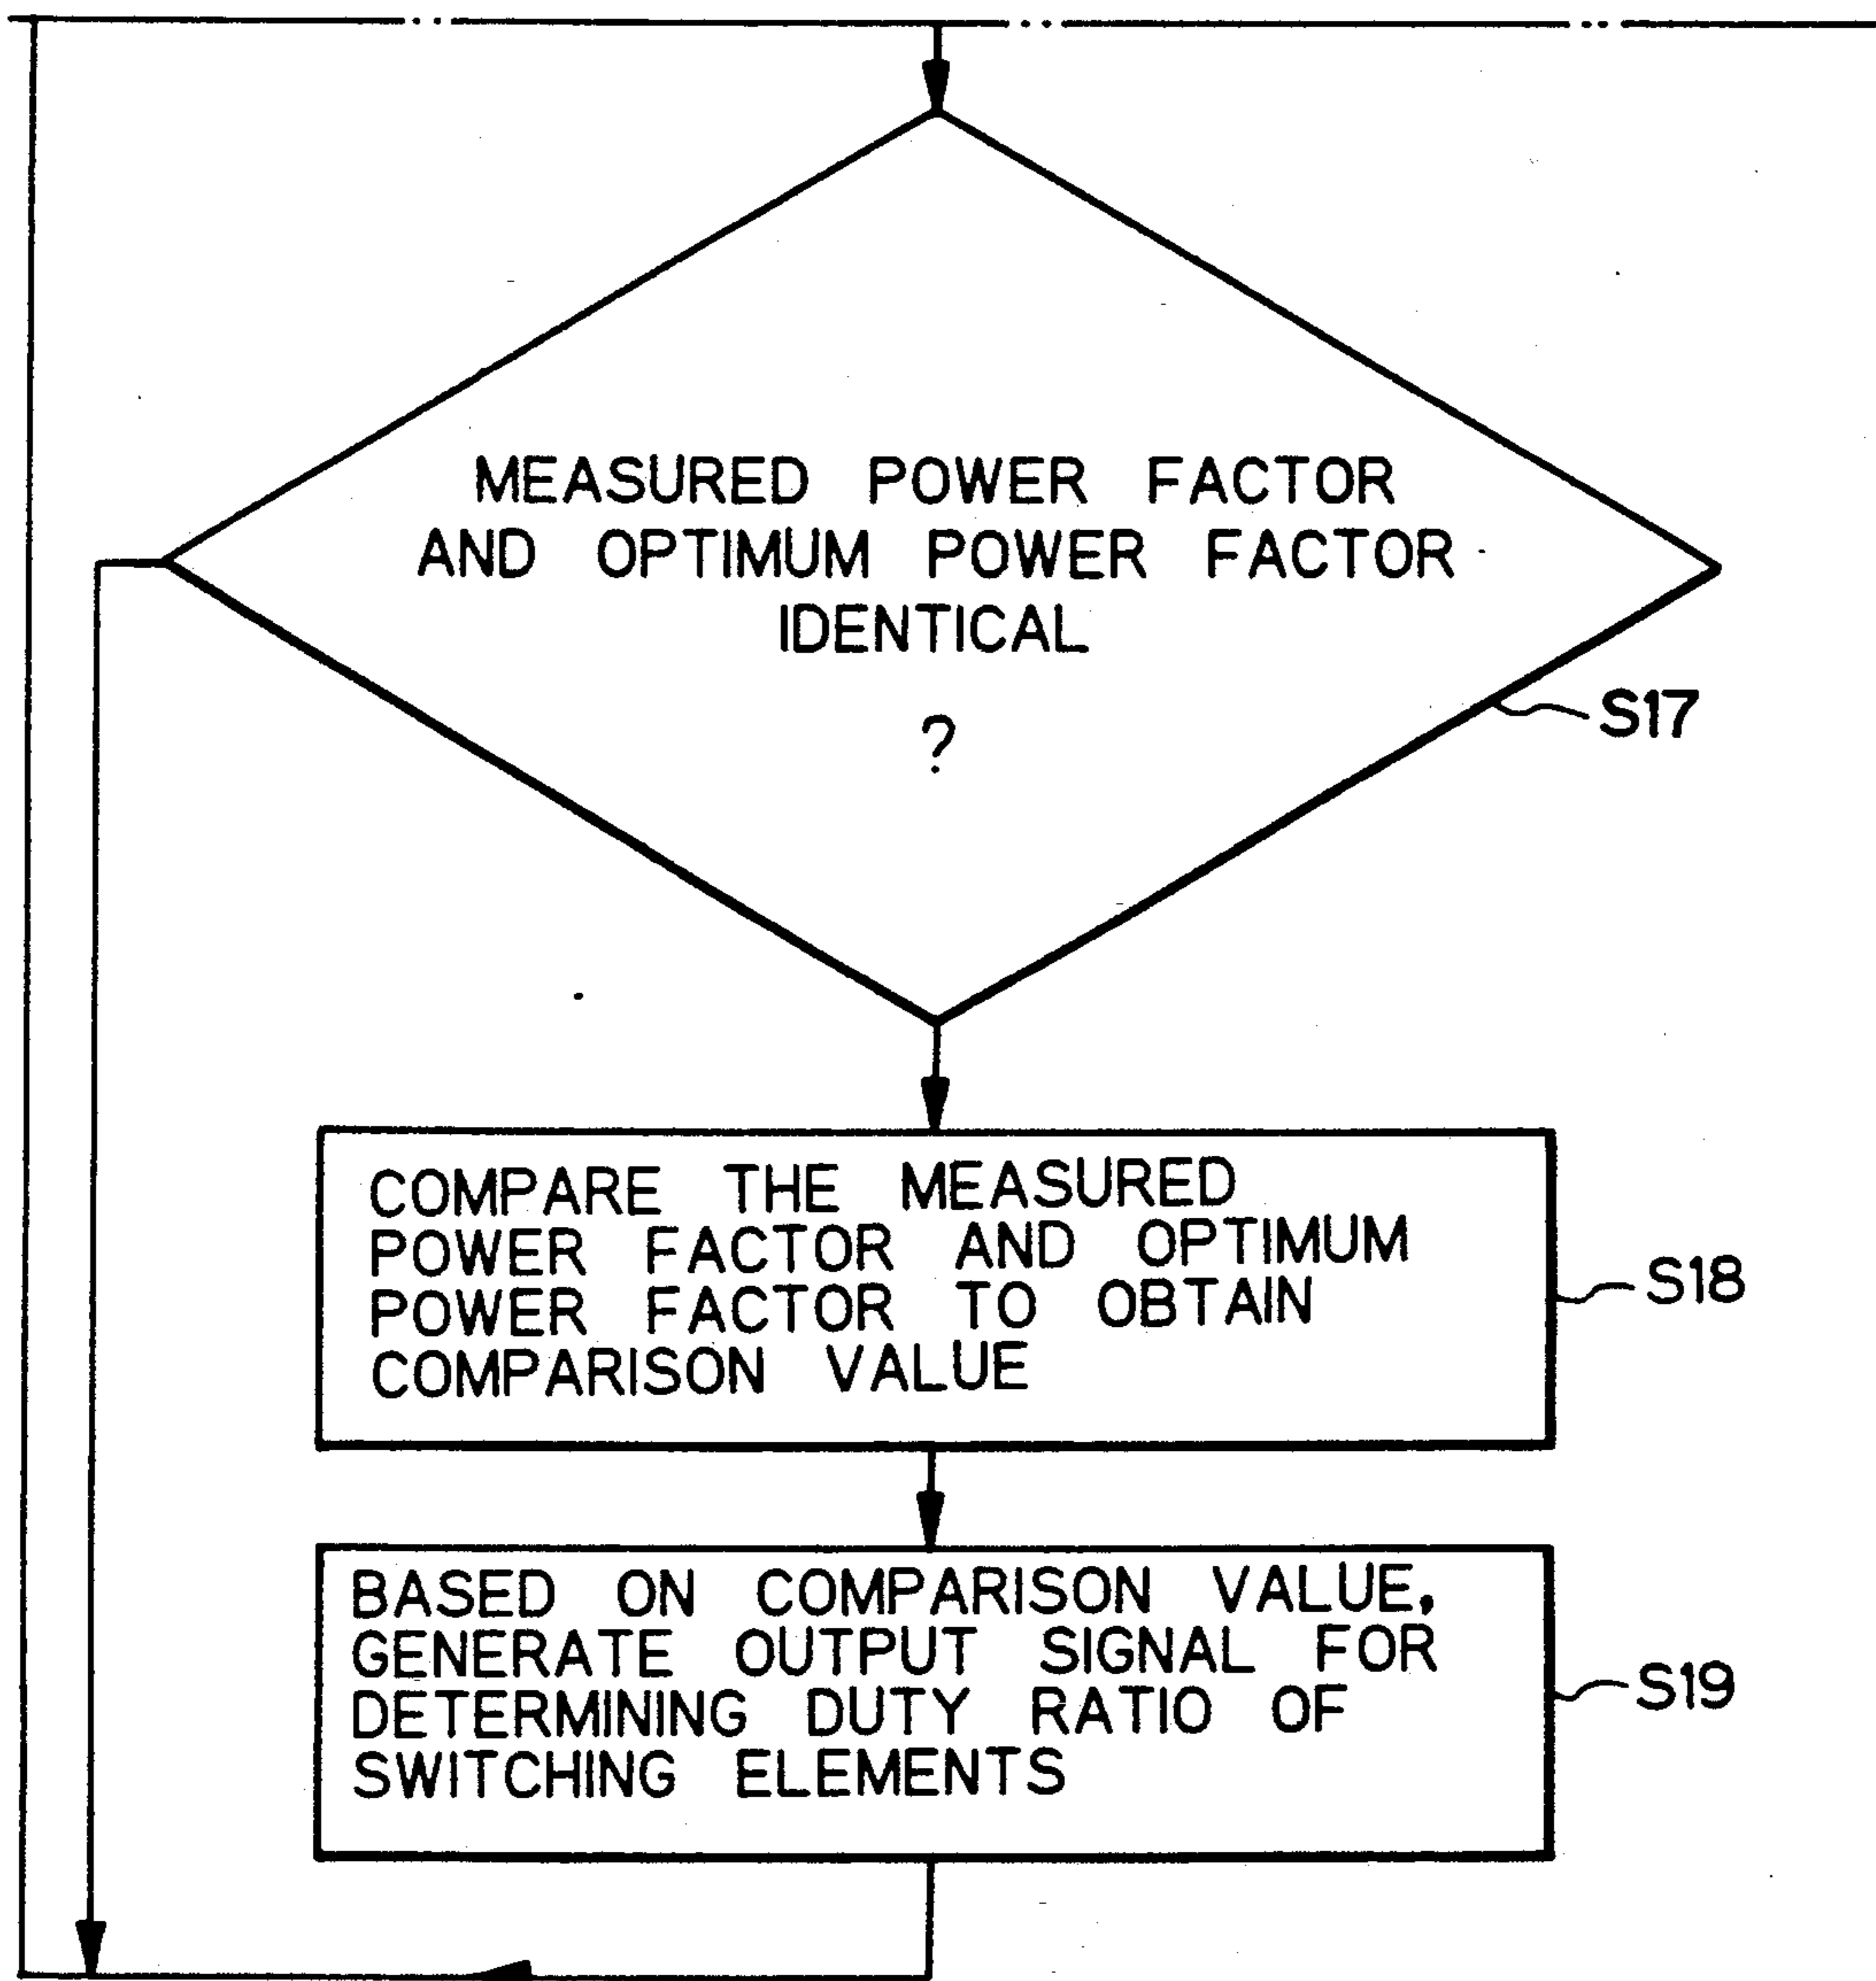 MEASURED POWER FACTOR
AND OPTIMUM POWER FACTOR
IDENTICAL
?
S17
COMPARE THE MEASURED
POWER FACTOR AND OPTIMUM
POWER FACTOR TO OBTAIN
COMPARISON VALUE
S18
BASED ON COMPARISON VALUE,
GENERATE OUTPUT SIGNAL FOR
DETERMINING DUTY RATIO OF
SWITCHING ELEMENTS
S19